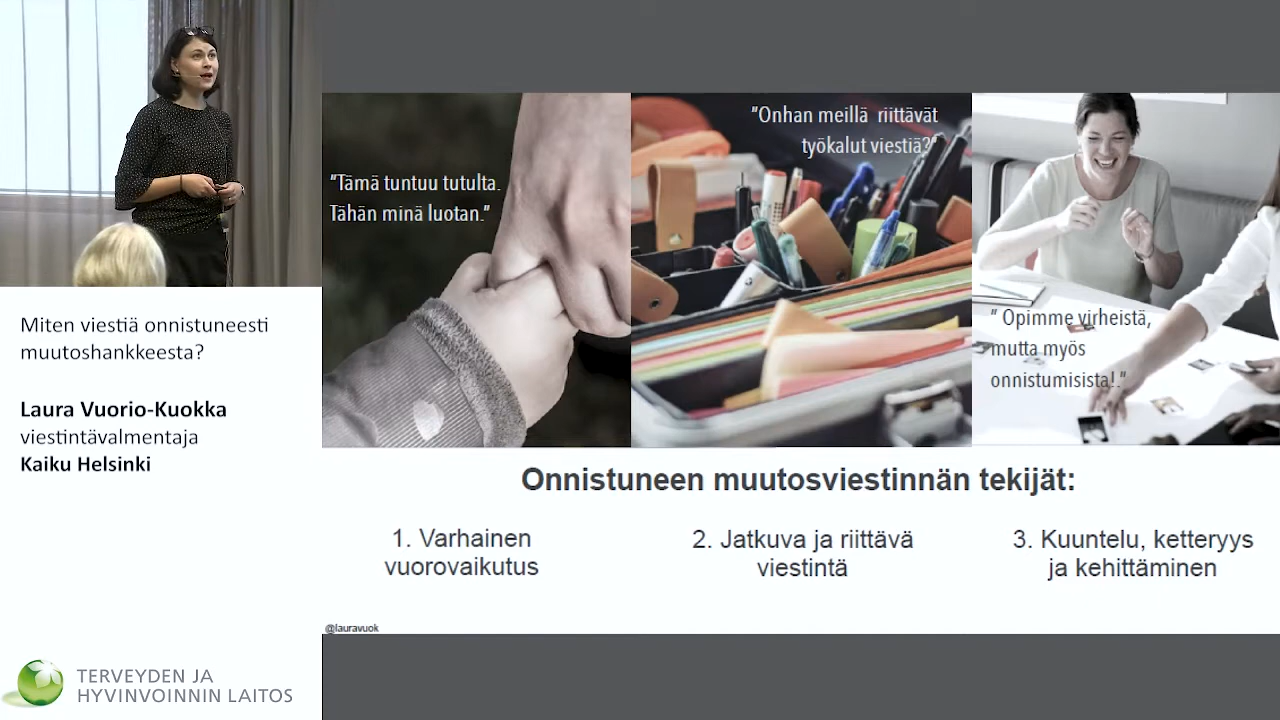 Miten viestiä onnistuneesti
muutoshankkeesta?
Laura Vuorio-Kuokka
viestintävalmentaja
Kaiku Helsinki
TERVEYDEN JA
HYVINVOINNIN LAITOS
"Tämä tuntuu tutulta.
Tähän minä luotan."
"Onhan meillä riittävät
työkalut viestiä?"
" Opimme virheistä,
mutta myös
onnistumisista!."
Onnistuneen muutosviestinnän tekijät:
1. Varhainen
vuorovaikutus
2. Jatkuva ja riittävä
viestintä
3. Kuuntelu, ketteryys
ja kehittäminen
@lauravuok